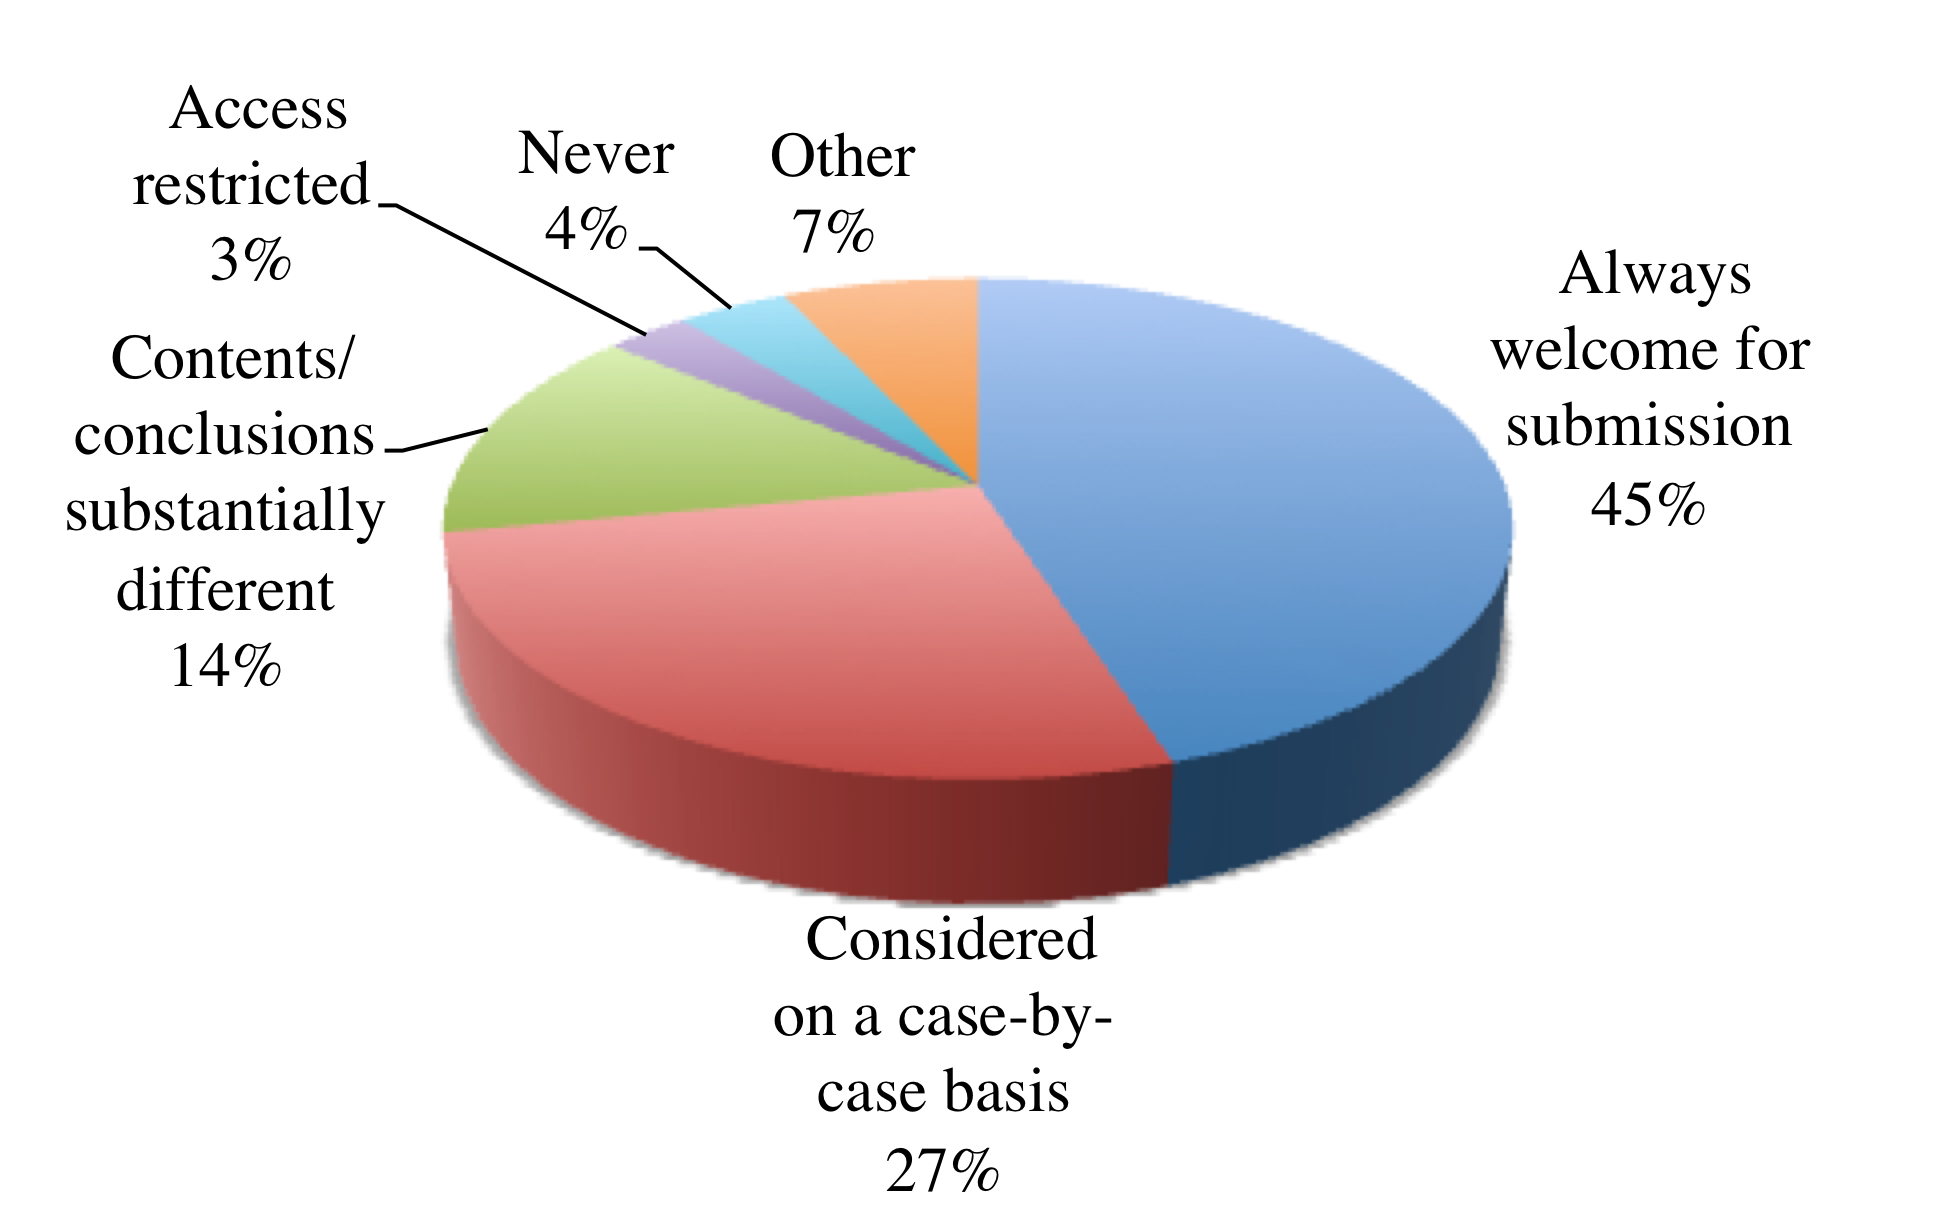 Access
restricted
3%
Never
4%
Other
7%
Always
welcome for
submission
45%
Contents/
conclusions
substantially
different
14%
Considered
on a case-by-
case basis
27%